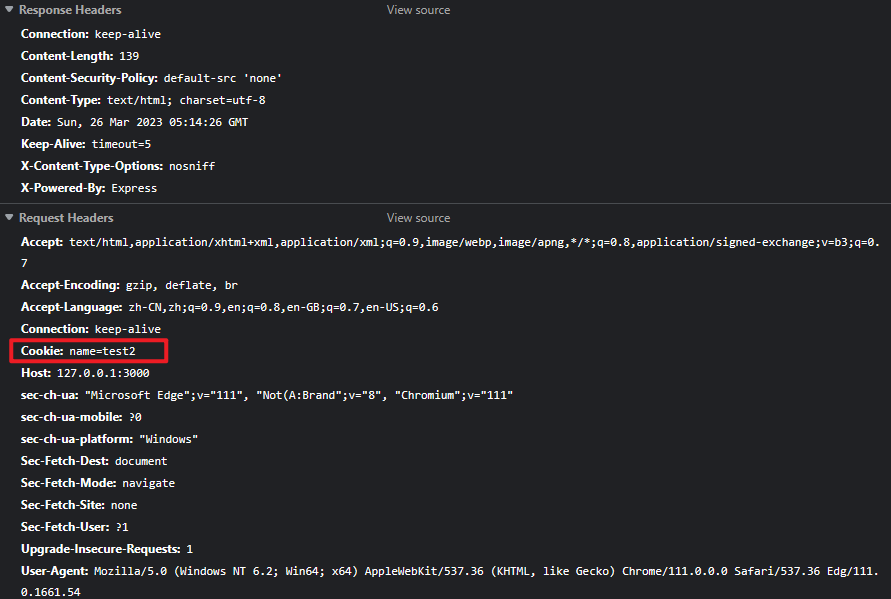 Response Headers View source
Connection: keep-alive
Content-Length: 139
Content-Security-Policy: default-src 'none'
Content-Type: text/html; charset=utf-8
Date: Sun, 26 Mar 2023 05:14:26 GMT
Keep-Alive: timeout=5
X-Content-Type-Options: nosniff
X-Powered-By: Express
Request Headers View source
Accept: text/html,application/xhtml+xml,application/xml;q=0.9,image/webp,image/apng,*/*;q=0.8,application/signed-exchange;v=b3;q=0.
7
Accept-Encoding: gzip, deflate, br
Accept-Language: zh-CN,zh;q=0.9,en;q=0.8,en-GB;q=0.7,en-US;q=0.6
Connection: keep-alive
Cookie: name=test2
Host: 127.0.0.1:3000
sec-ch-ua: "Microsoft Edge";v="111", "Not(A:Brand";v="8", "Chromium";v="111"
sec-ch-ua-mobile: ?0
sec-ch-ua-platform: "Windows"
Sec-Fetch-Dest: document
Sec-Fetch-Mode: navigate
Sec-Fetch-Site: none
Sec-Fetch-User: ?1
Upgrade-Insecure-Requests: 1
User-Agent: Mozilla/5.0 (Windows NT 6.2; Win64; x64) AppleWebKit/537.36 (KHTML, like Gecko) Chrome/111.0.0.0 Safari/537.36 Edg/111.
0.1661.54